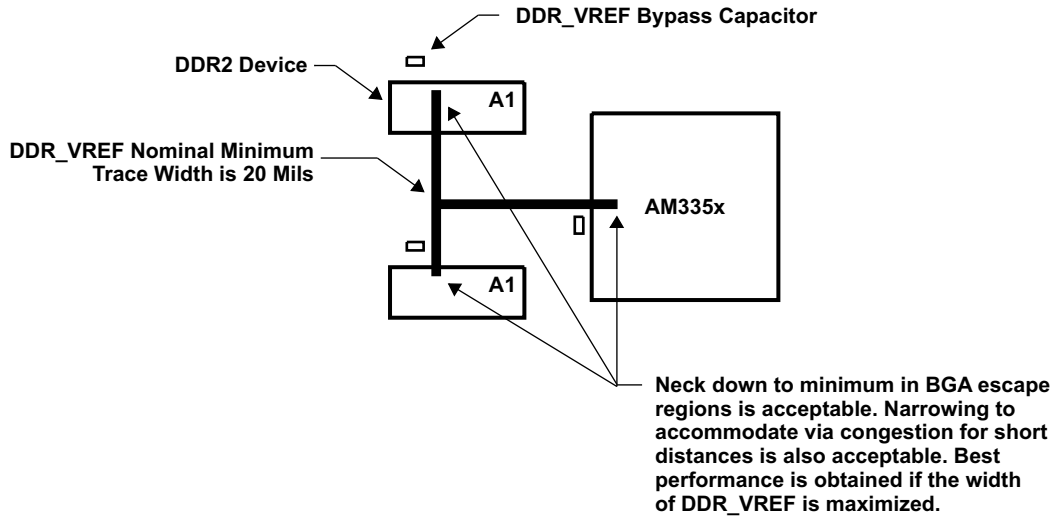 DDR_VREF Bypass Capacitor
DDR2 Device
A1
DDR_VREF Nominal Minimum
Trace Width is 20 Mils
AM335x
A1
Neck down to minimum in BGA escape
regions is acceptable. Narrowing to
accommodate via congestion for short
distances is also acceptable. Best
performance is obtained if the width
of DDR_VREF is maximized.